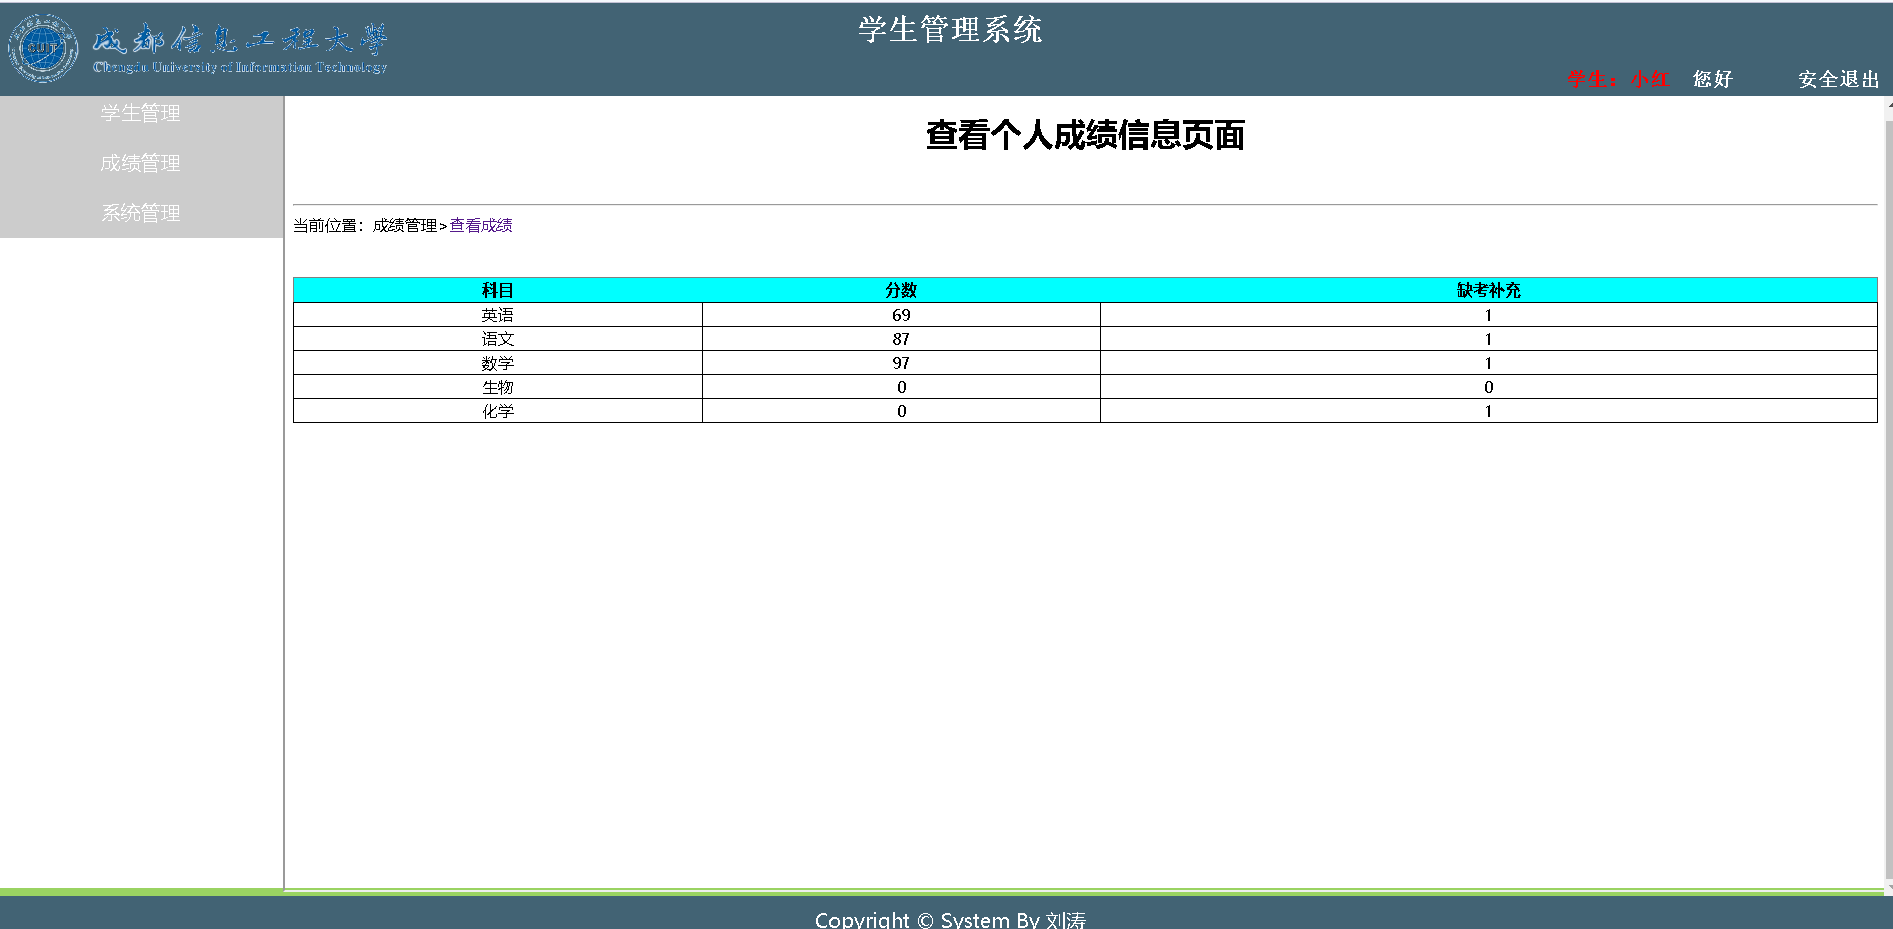 学生管理系统
CUIT
成都信息工程大學
Chengdu University of Information Technology
学生：小红 您好 安全退出
学生管理
成绩管理
系统管理
查看个人成绩信息页面
当前位置：成绩管理>查看成绩
科目 分数 缺考补充
英语 69 1
语文 87 1
数学 97 1
生物 0 0
化学 0 1
Copyright © System By 刘涛